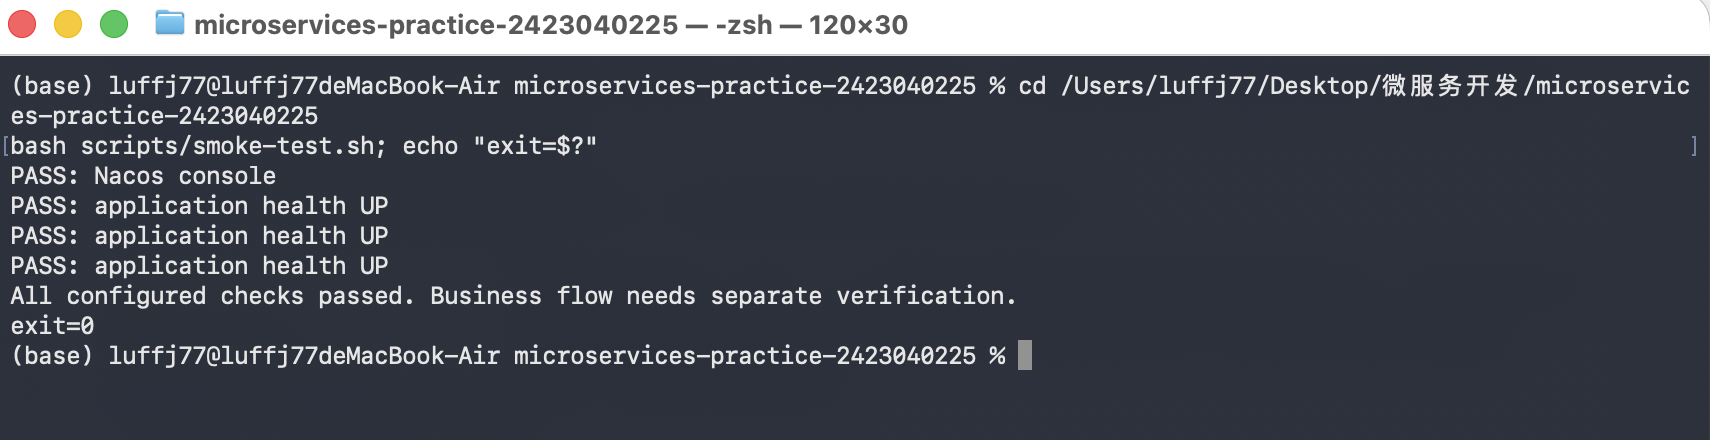 microservices-practice-2423040225 — -zsh — 120×30
(base) luffj77@luffj77deMacBook-Air microservices-practice-2423040225 % cd /Users/luffj77/Desktop/微服务开发/microservic
es-practice-2423040225
[bash scripts/smoke-test.sh; echo "exit=$?" ]
PASS: Nacos console
PASS: application health UP
PASS: application health UP
PASS: application health UP
All configured checks passed. Business flow needs separate verification.
exit=0
(base) luffj77@luffj77deMacBook-Air microservices-practice-2423040225 %